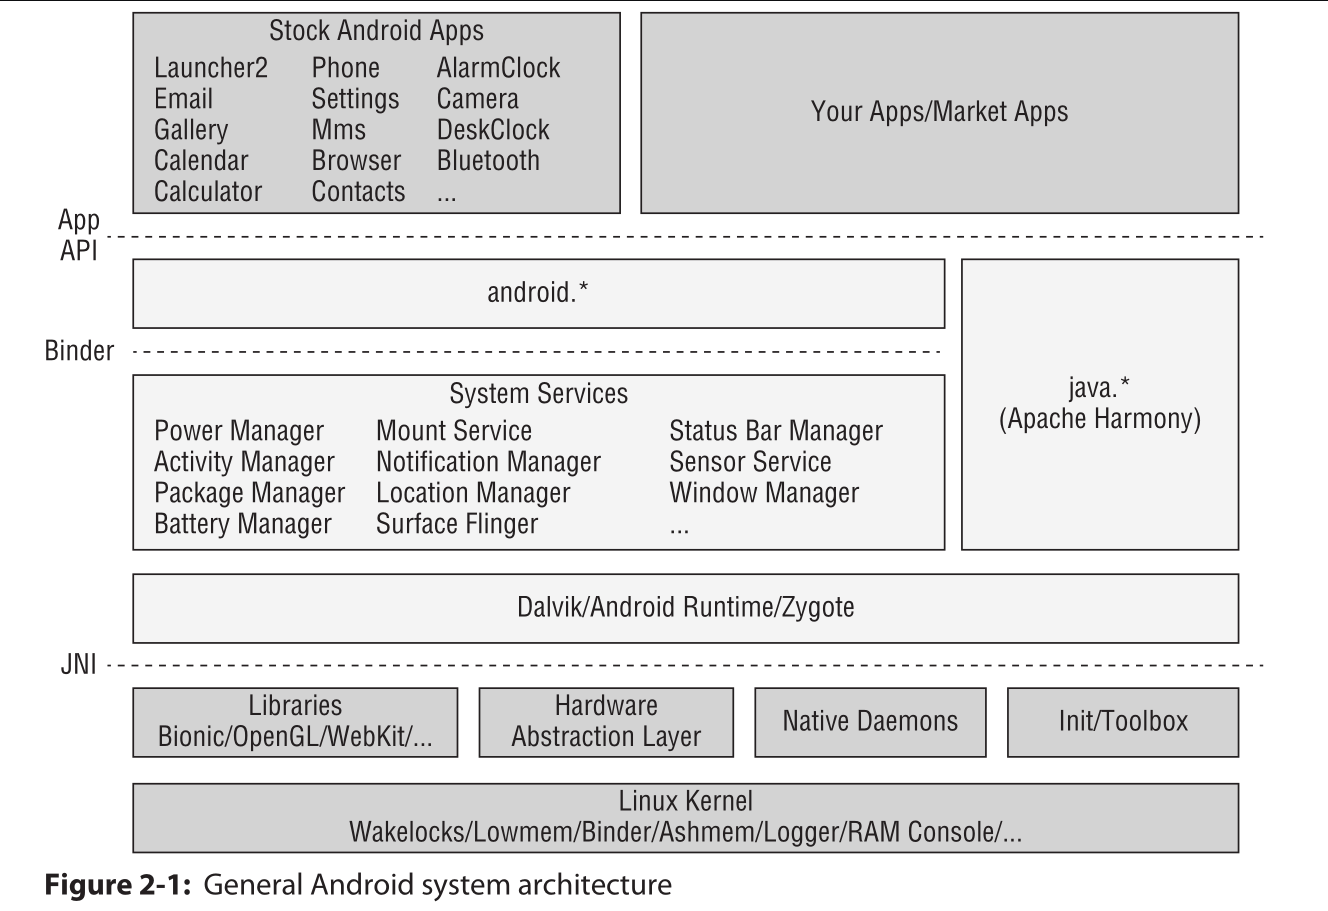 Stock Android Apps
Launcher2 Phone AlarmClock
Email Settings Camera
Gallery Mms DeskClock
Calendar Browser Bluetooth
Calculator Contacts ...
Your Apps/Market Apps
App
API
android.*
Binder
System Services
Power Manager Mount Service Status Bar Manager
Activity Manager Notification Manager Sensor Service
Package Manager Location Manager Window Manager
Battery Manager Surface Flinger ...
java.*
(Apache Harmony)
Dalvik/Android Runtime/Zygote
JNI
Libraries
Bionic/OpenGL/WebKit/...
Hardware
Abstraction Layer
Native Daemons
Init/Toolbox
Linux Kernel
Wakelocks/Lowmem/Binder/Ashmem/Logger/RAM Console/...
Figure 2-1: General Android system architecture